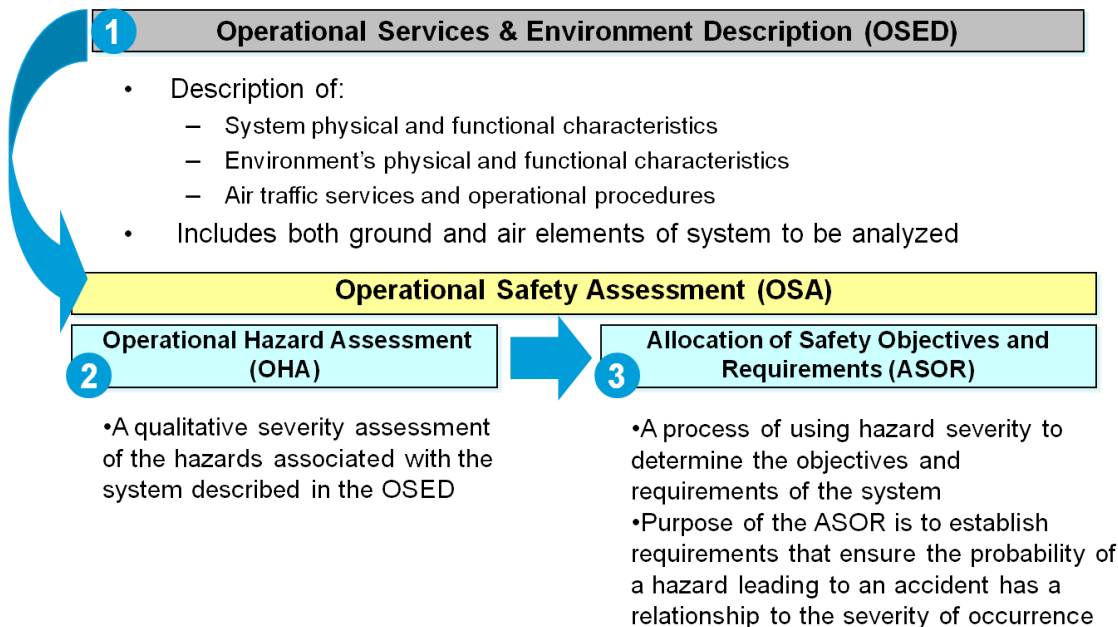 1
Operational Services & Environment Description (OSED)
• Description of:
– System physical and functional characteristics
– Environment's physical and functional characteristics
– Air traffic services and operational procedures
• Includes both ground and air elements of system to be analyzed
Operational Safety Assessment (OSA)
Operational Hazard Assessment
(OHA)
2
•A qualitative severity assessment
of the hazards associated with the
system described in the OSED
Allocation of Safety Objectives and
Requirements (ASOR)
3
•A process of using hazard severity to
determine the objectives and
requirements of the system
•Purpose of the ASOR is to establish
requirements that ensure the probability of
a hazard leading to an accident has a
relationship to the severity of occurrence